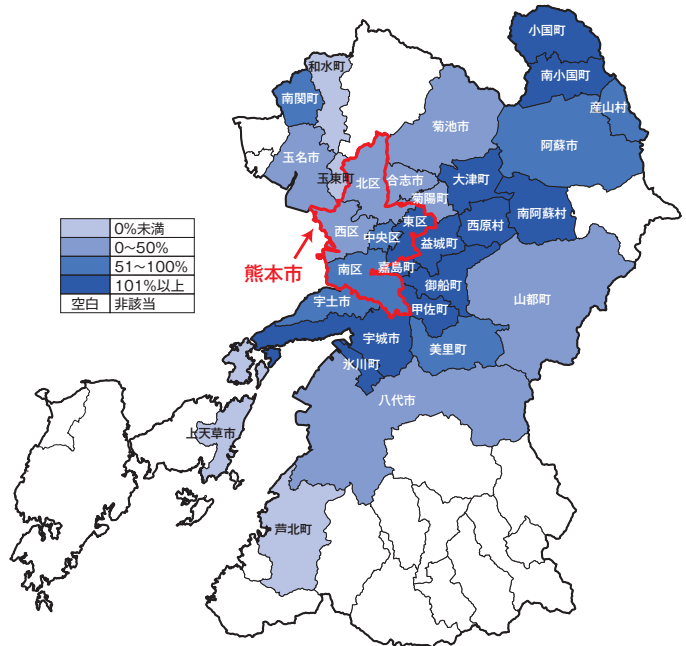 小国町
南小国町
産山村
和水町
南関町
菊池市
阿蘇市
玉名市
玉東町
北区
合志市
大津町
菊陽町
南阿蘇村
東区
西原村
西区
中央区
益城町
0%未満
0~50%
51~100%
101%以上
空白 非該当
熊本市
南区
嘉島町
御船町
山都町
宇土市
甲佐町
宇城市
美里町
氷川町
八代市
上天草市
芦北町